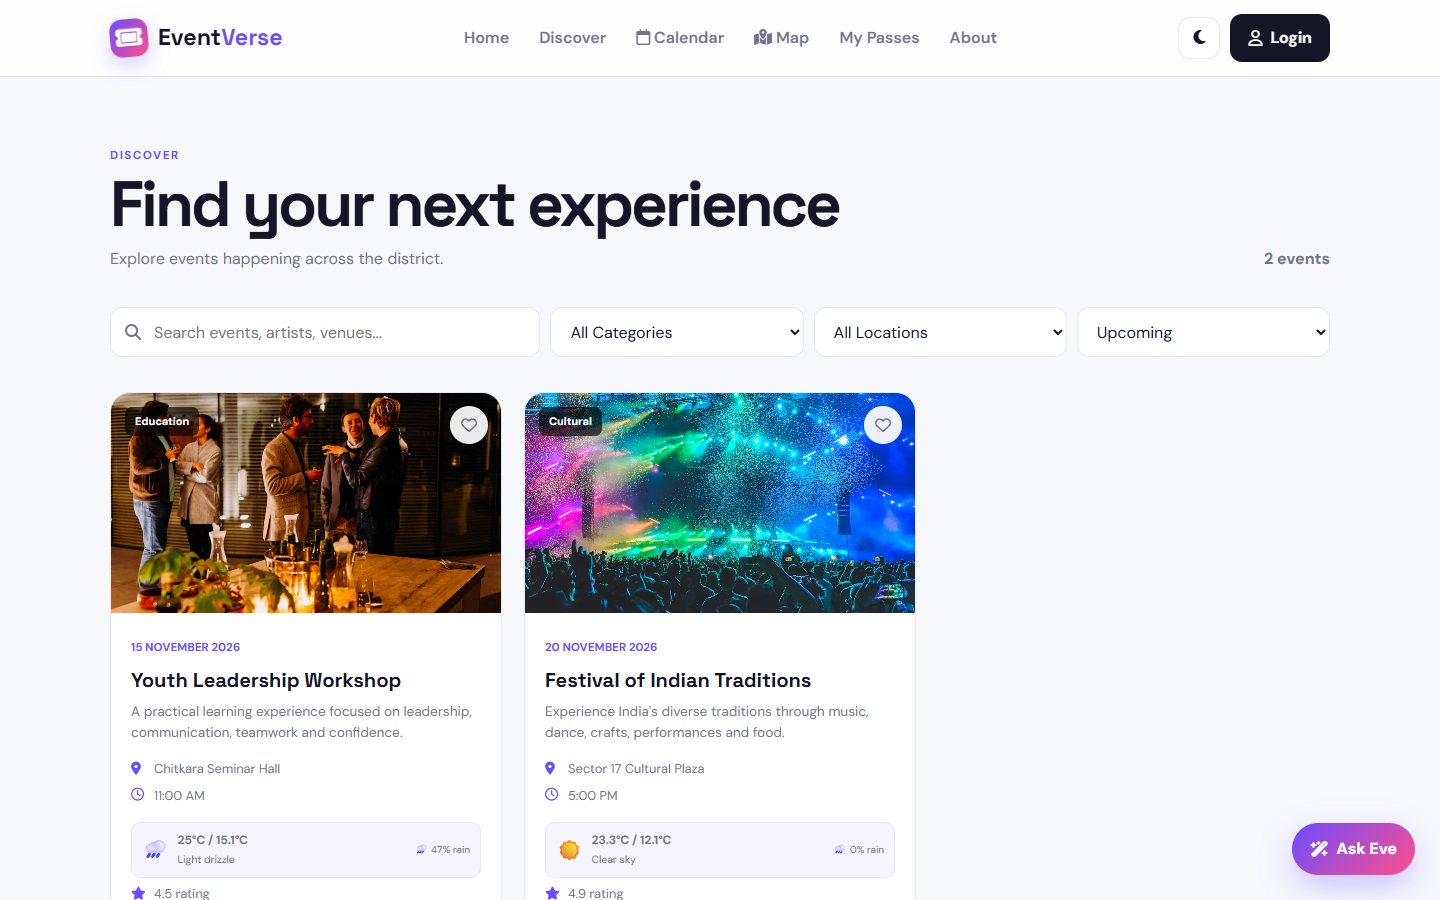 EventVerse
Home
Discover
Calendar
Map
My Passes
About
Login
DISCOVER
Find your next experience
Explore events happening across the district.
2 events
Search events, artists, venues...
All Categories
All Locations
Upcoming
Education
Cultural
15 NOVEMBER 2026
Youth Leadership Workshop
A practical learning experience focused on leadership,
communication, teamwork and confidence.
Chitkara Seminar Hall
11:00 AM
25°C / 15.1°C
Light drizzle
47% rain
4.5 rating
20 NOVEMBER 2026
Festival of Indian Traditions
Experience India's diverse traditions through music,
dance, crafts, performances and food.
Sector 17 Cultural Plaza
5:00 PM
23.3°C / 12.1°C
Clear sky
0% rain
4.9 rating
Ask Eve